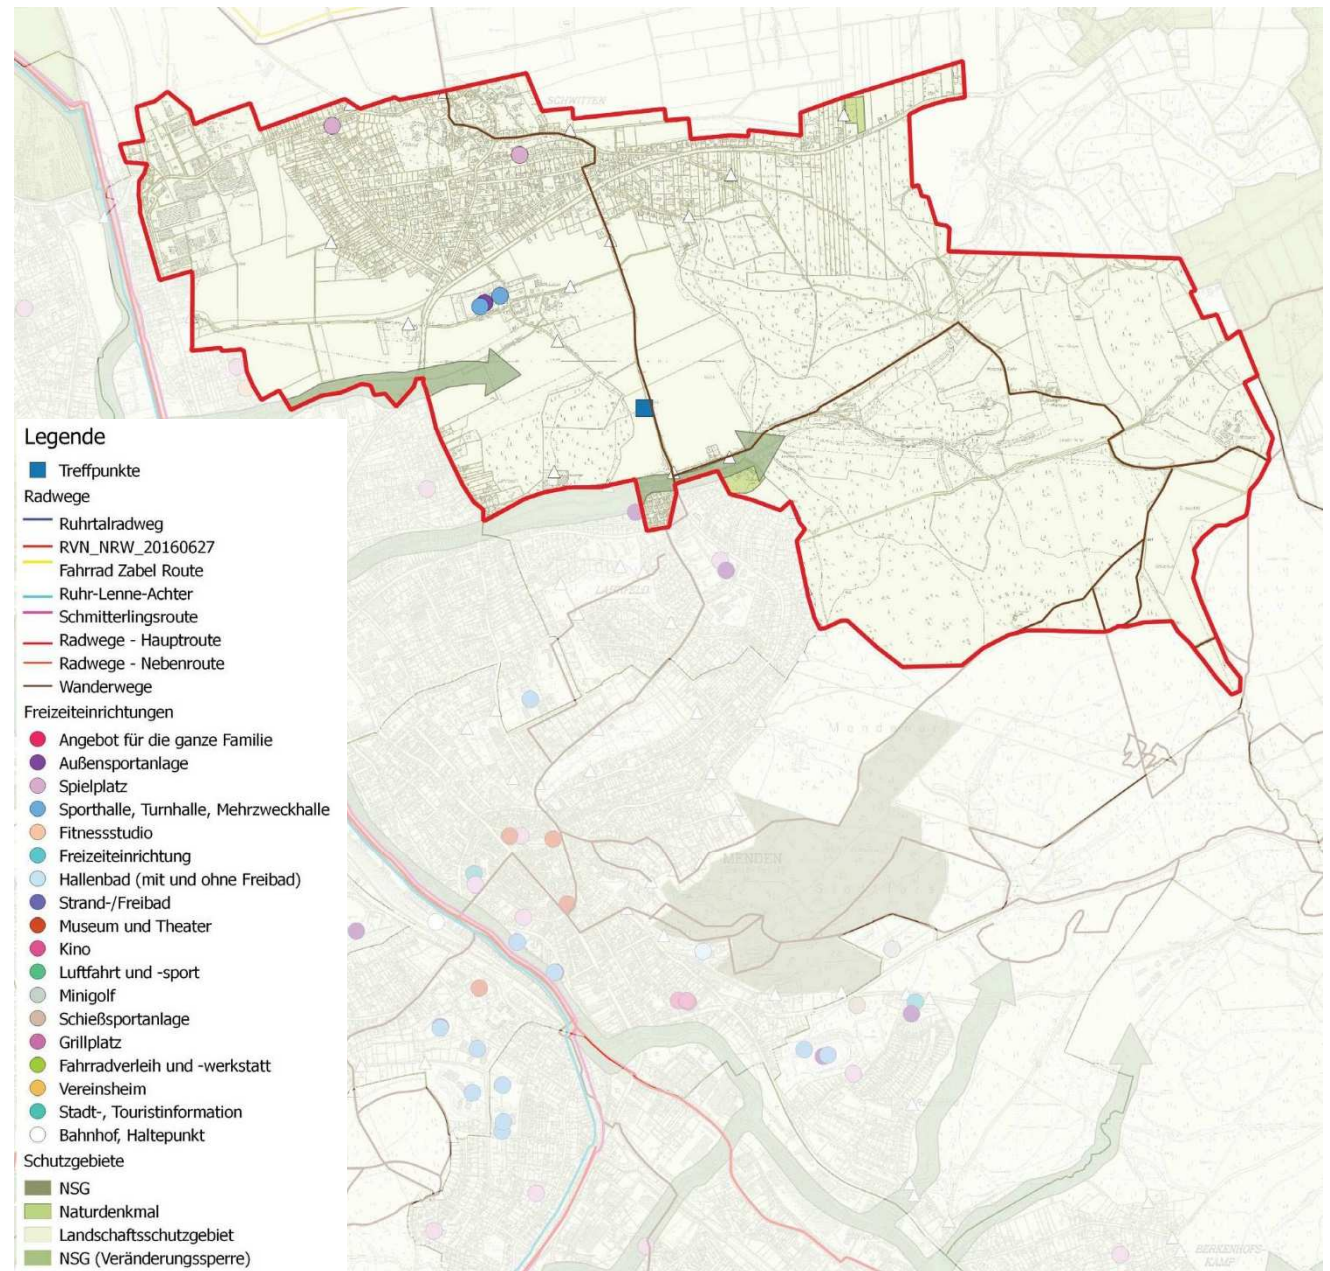 SCHWITTEN
Legende
Treffpunkte
Radwege
Ruhrtalradweg
RVN_NRW_20160627
Fahrrad Zabel Route
Ruhr-Lenne-Achter
Schmitterlingsroute
Radwege - Hauptroute
Radwege - Nebenroute
Wanderwege
Freizeiteinrichtungen
Angebot für die ganze Familie
Außensportanlage
Spielplatz
Sporthalle, Turnhalle, Mehrzweckhalle
Fitnessstudio
Freizeiteinrichtung
Hallenbad (mit und ohne Freibad)
Strand-/Freibad
Museum und Theater
Kino
Luftfahrt und -sport
Minigolf
Schießsportanlage
Grillplatz
Fahrradverleih und -werkstatt
Vereinsheim
Stadt-, Touristinformation
Bahnhof, Haltepunkt
Schutzgebiete
NSG
Naturdenkmal
Landschaftsschutzgebiet
NSG (Veränderungssperre)
MENDEN
BERKENHOFS-
KAMP